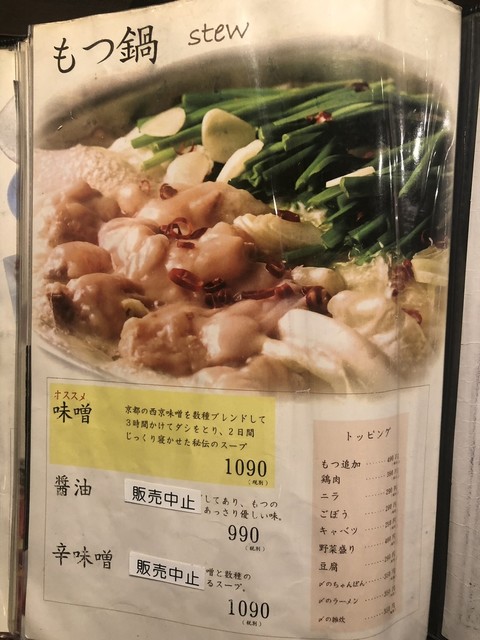 もつ鍋
stew
オススメ
味噌
京都の西京味噌を数種ブレンドして
3時間かけてダシをとり、2日間
じっくり寝かせた秘伝のスープ
1090
(税別)
醤油
販売中止
してあり、もつの
あっさり優しい味。
990
(税別)
辛味噌
販売中止
噌と数種の
るスープ。
1090
(税別)
トッピング
もつ追加
鶏肉
ニラ
ごぼう
キャベツ
野菜盛り
豆腐
〆のちゃんぽん
〆のラーメン
〆の雑炊